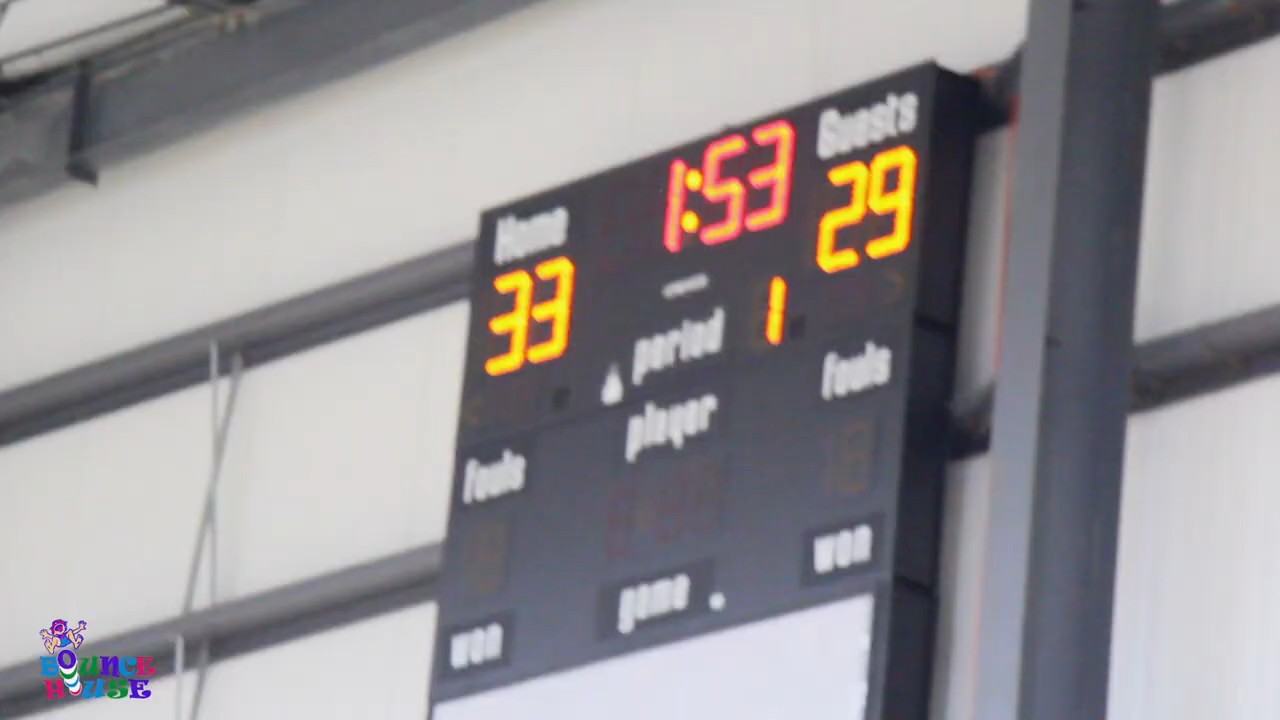 Home 1:53 Guests
33 29
period 1
player
fouls fouls
won game won
BOUNCE
HOUSE